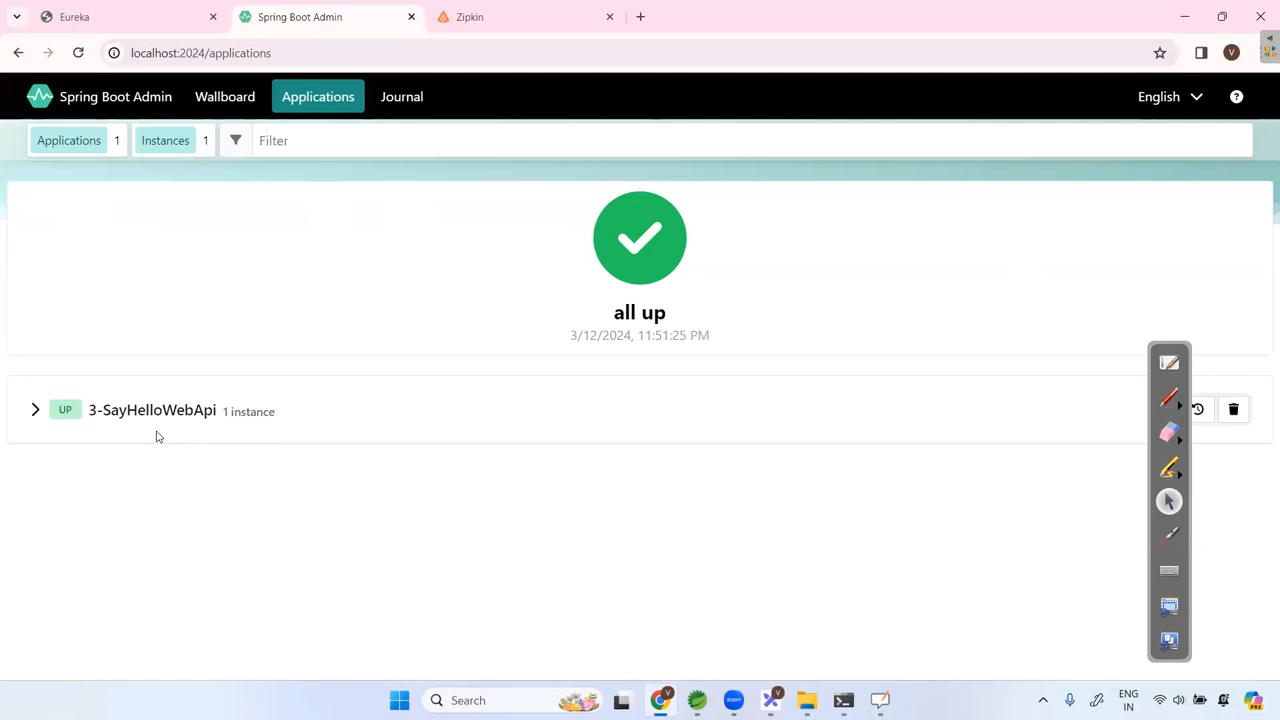 Eureka
Spring Boot Admin
Zipkin
localhost:2024/applications
V
Spring Boot Admin Wallboard Applications Journal English
Applications 1 Instances 1 Filter
all up
3/12/2024, 11:51:25 PM
UP 3-SayHelloWebApi 1 instance
Search
V
V
ENG
IN
PRE